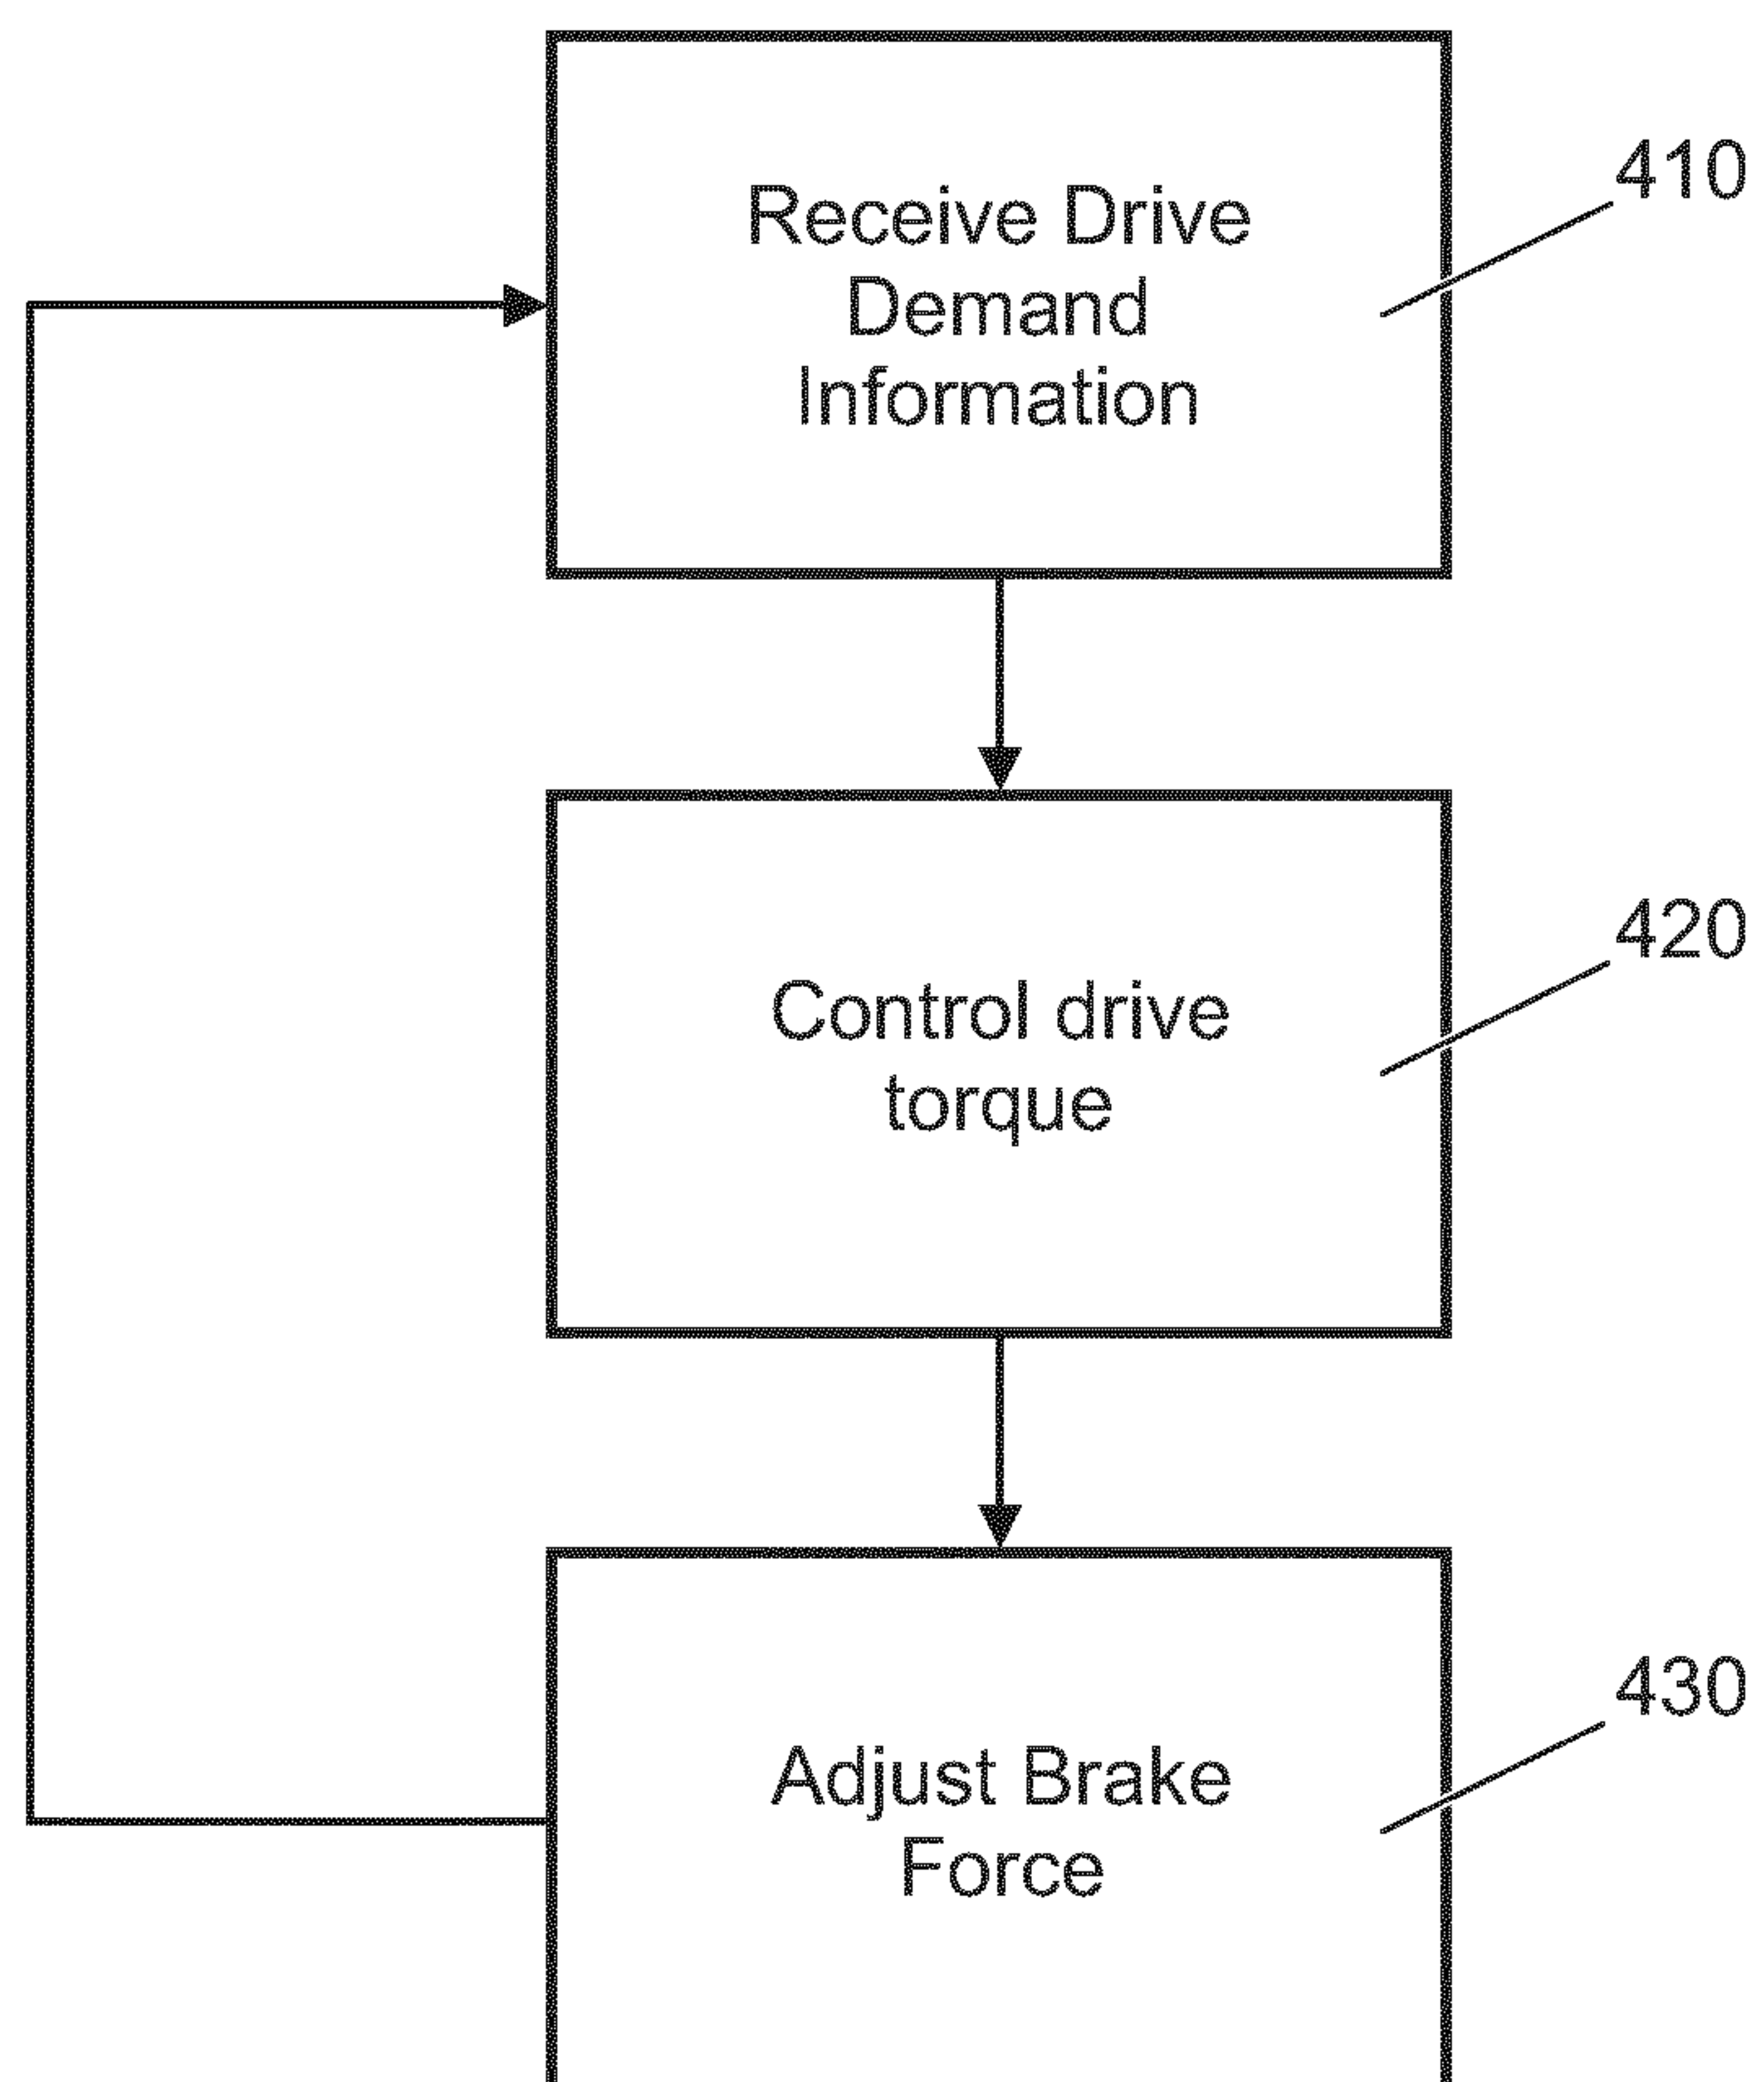 Receive Drive
Demand
Information
410
Control drive
torque
420
Adjust Brake
Force
430